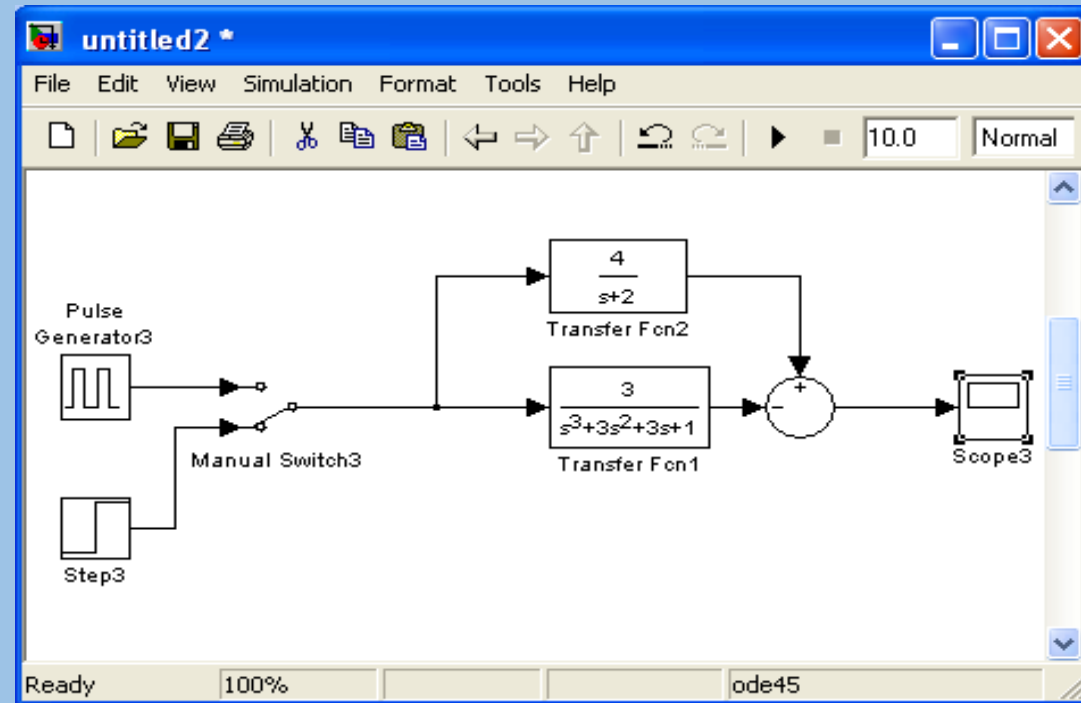 untitled2 *
File Edit View Simulation Format Tools Help
10.0 Normal
4
s+2
Transfer Fcn2
Pulse
Generator3
3
s³+3s²+3s+1
Transfer Fcn1
+
-
Manual Switch3
Scope3
Step3
Ready 100% ode45